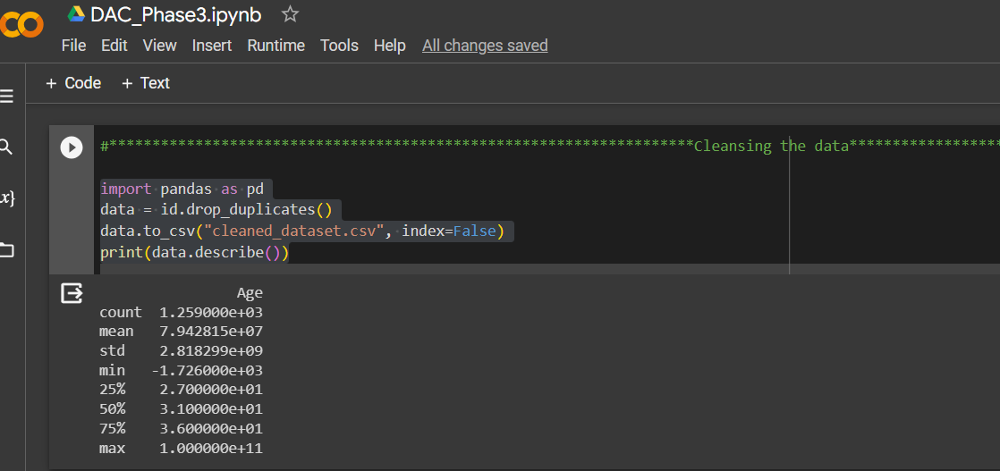 DAC_Phase3.ipynb
File Edit View Insert Runtime Tools Help All changes saved
+ Code + Text
#********************************************************************Cleansing the data******************
import pandas as pd
data = id.drop_duplicates()
data.to_csv("cleaned_dataset.csv", index=False)
print(data.describe())
Age
count 1.259000e+03
mean 7.942815e+07
std 2.818299e+09
min -1.726000e+03
25% 2.700000e+01
50% 3.100000e+01
75% 3.600000e+01
max 1.000000e+11